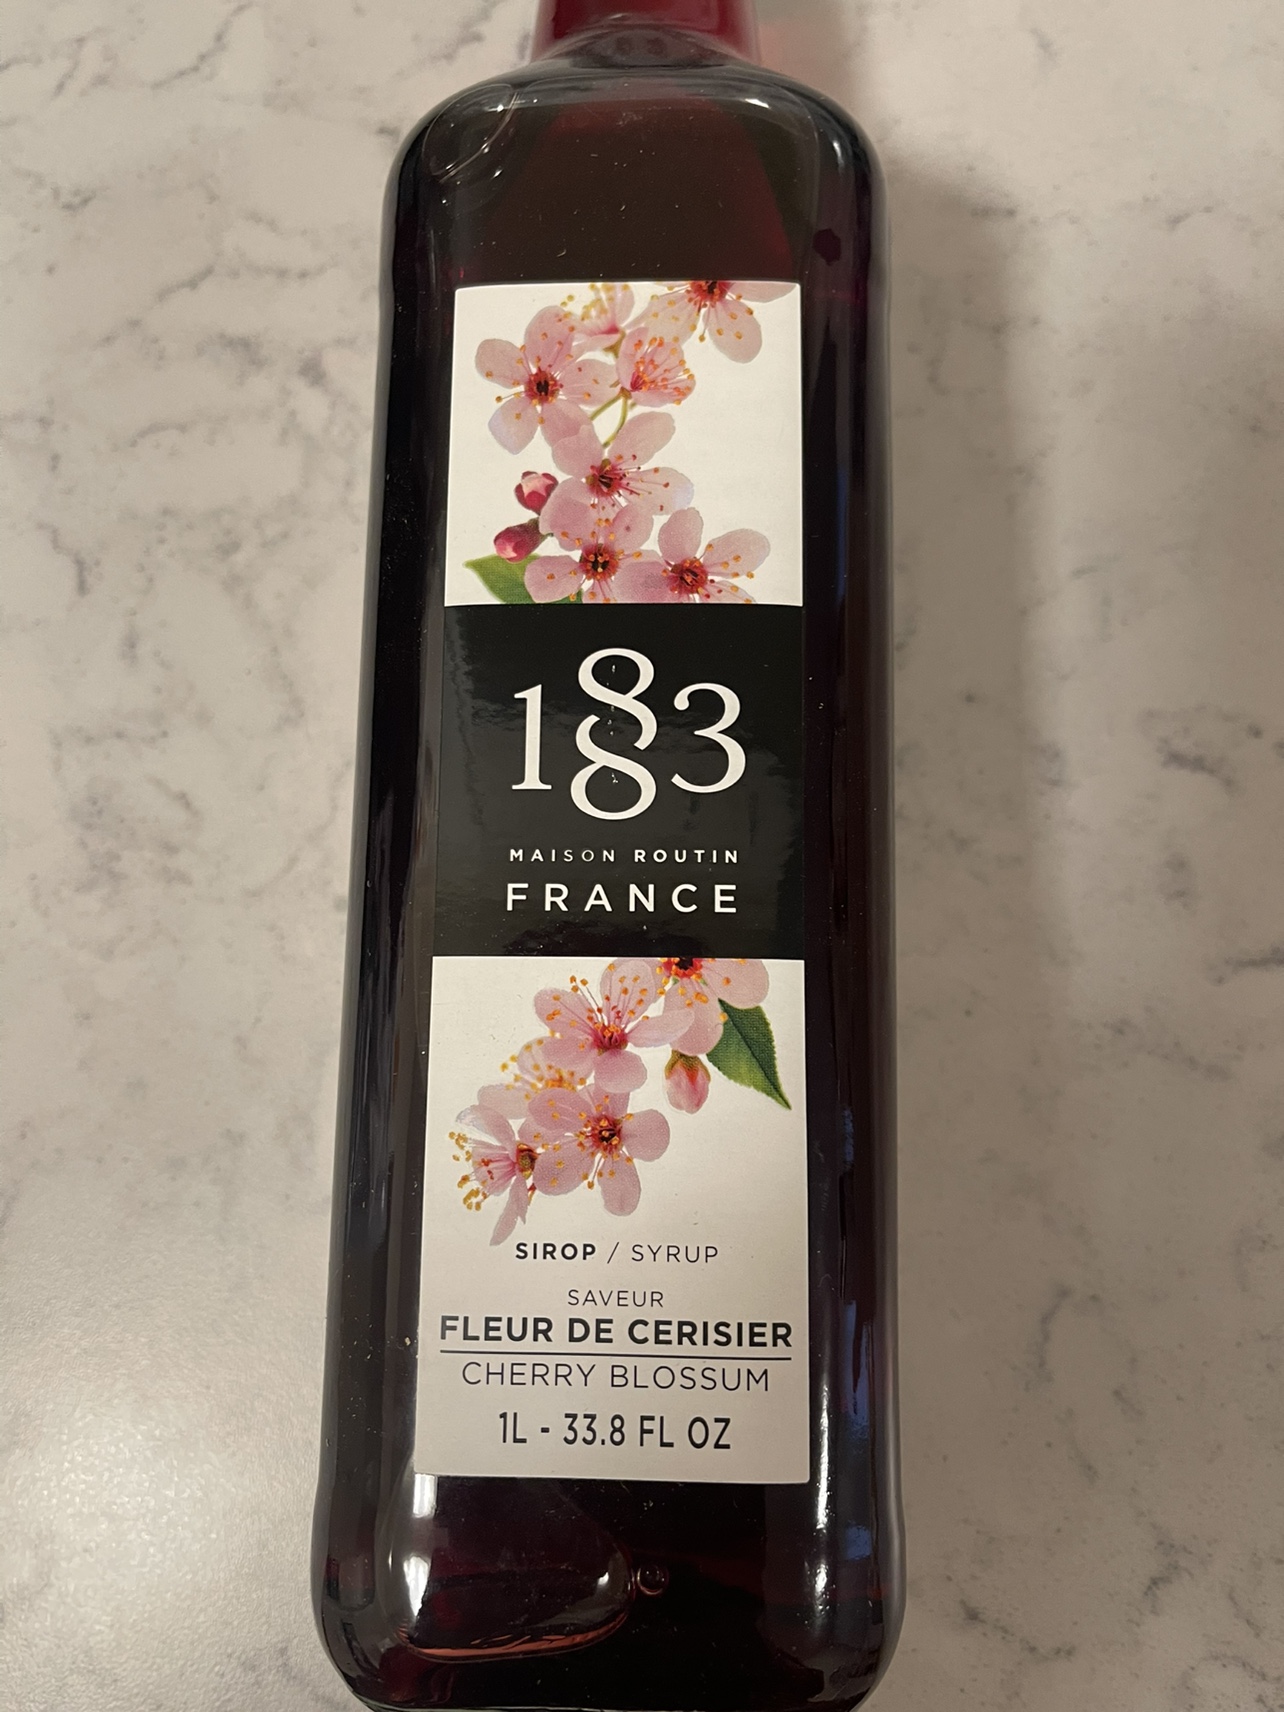 1883
MAISON ROUTIN
FRANCE
SIROP / SYRUP
SAVEUR
FLEUR DE CERISIER
CHERRY BLOSSUM
1L - 33.8 FL OZ